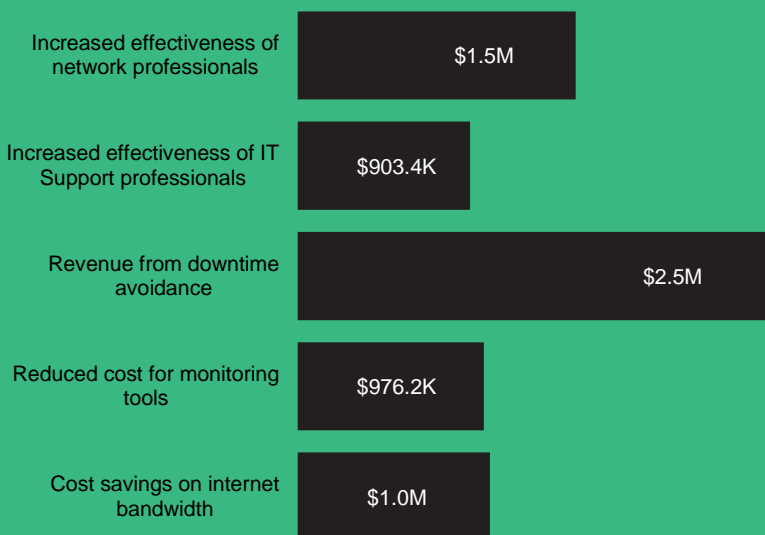 Increased effectiveness of
network professionals
$1.5M
Increased effectiveness of IT
Support professionals
$903.4K
Revenue from downtime
avoidance
$2.5M
Reduced cost for monitoring
tools
$976.2K
Cost savings on internet
bandwidth
$1.0M